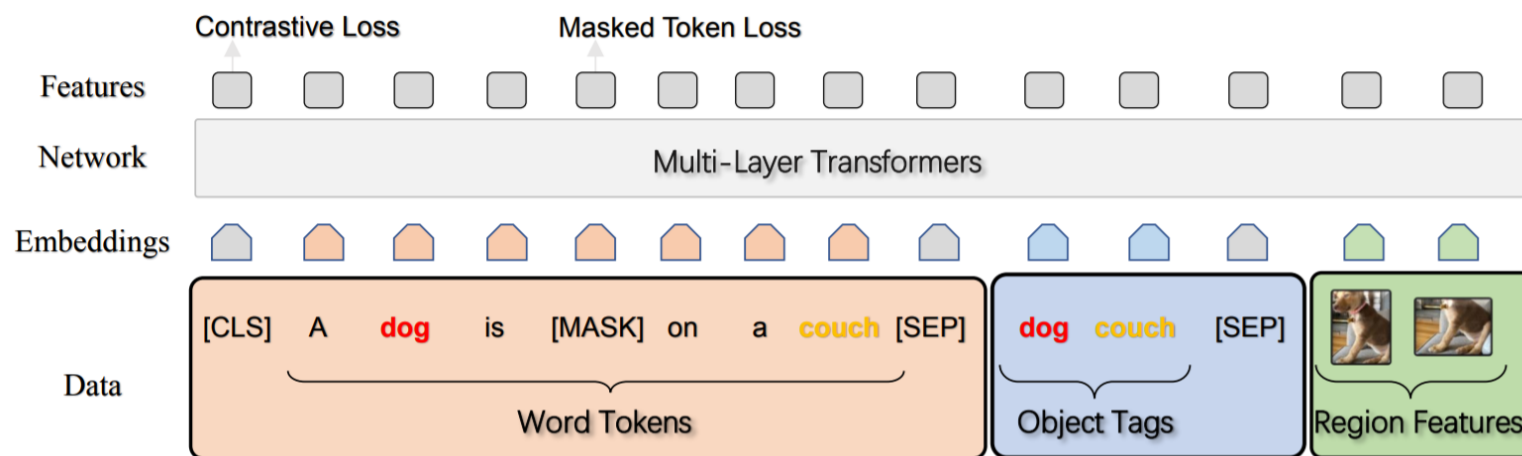 Contrastive Loss Masked Token Loss
Features
Network Multi-Layer Transformers
Embeddings
[CLS] A dog is [MASK] on a couch [SEP] dog couch [SEP]
Data
Word Tokens Object Tags Region Features